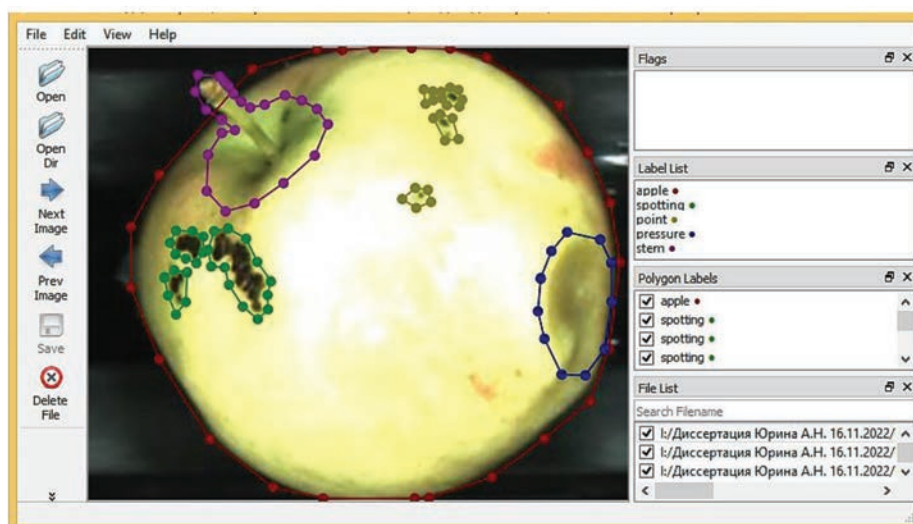 File Edit View Help
Open
Open
Dir
Next
Image
Prev
Image
Save
Delete
File
Flags
Label List
apple
spotting
point
pressure
stern
Polygon Labels
apple
spotting
spotting
spotting
File List
Search Filename
I:/Диссертация Юрина А.Н. 16.11.2022/
I:/Диссертация Юрина А.Н. 16.11.2022/
I:/Диссертация Юрина А.Н. 16.11.2022/